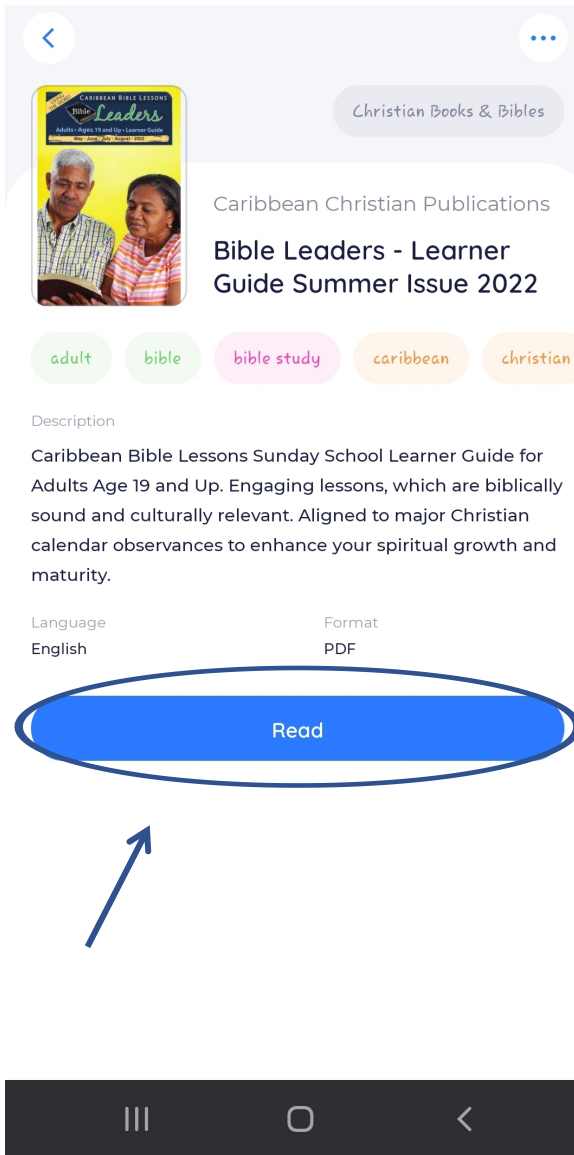 Christian Books & Bibles
CARIBBEAN BIBLE LESSONS
Bible Leaders
Adults • Ages 19 and Up • Learner Guide
May • June • July • August • 2022
Caribbean Christian Publications
Bible Leaders - Learner
Guide Summer Issue 2022
adult bible bible study caribbean christian
Description
Caribbean Bible Lessons Sunday School Learner Guide for
Adults Age 19 and Up. Engaging lessons, which are biblically
sound and culturally relevant. Aligned to major Christian
calendar observances to enhance your spiritual growth and
maturity.
Language Format
English PDF
Read